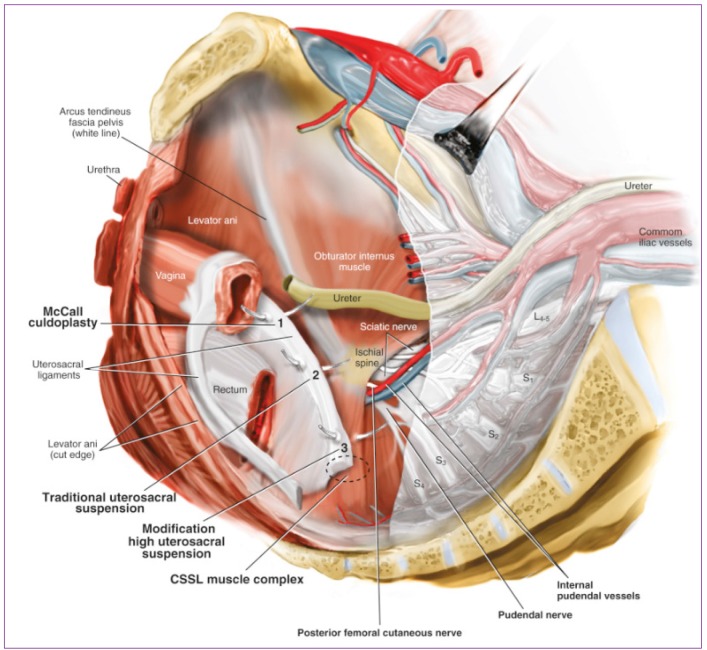 Arcus tendineus
fascia pelvis
(white line)
Urethra
Levator ani
Vagina
Obturator internus
muscle
Ureter
Commom
iliac vessels
Ureter
McCall
culdoplasty
1
Sciatic nerve
L4-5
Ischial
spine
Uterosacral
ligaments
Rectum
2
S1
S2
Levator ani
(cut edge)
3
S3
S4
Traditional uterosacral
suspension
Modification
high uterosacral
suspension
CSSL muscle complex
Internal
pudendal vessels
Pudendal nerve
Posterior femoral cutaneous nerve